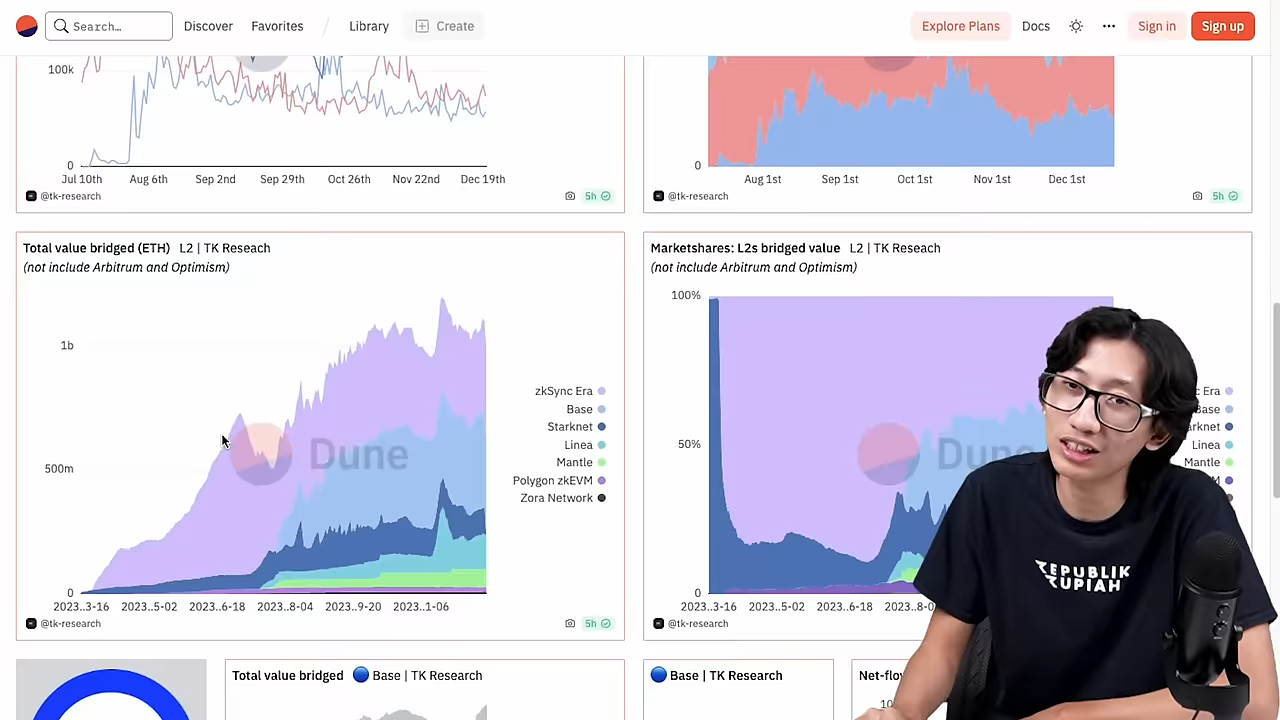 Search…
Discover
Favorites
Library
Create
Explore Plans
Docs
Sign in
Sign up
100k
0
Jul 10th Aug 6th Sep 2nd Sep 29th Oct 26th Nov 22nd Dec 19th
@tk-research
5h
0
Aug 1st Sep 1st Oct 1st Nov 1st Dec 1st
@tk-research
5h
Total value bridged (ETH) L2 | TK Reseach
(not include Arbitrum and Optimism)
1b
500m
0
zkSync Era
Base
Starknet
Linea
Mantle
Polygon zkEVM
Zora Network
Dune
2023..3-16 2023..5-02 2023..6-18 2023..8-04 2023..9-20 2023..1-06
@tk-research
5h
Marketshares: L2s bridged value L2 | TK Reseach
(not include Arbitrum and Optimism)
100%
50%
0
Era
Base
Linea
Mantle
2023..3-16 2023..5-02 2023..6-18 2023..8-0
@tk-research
REPUBLIK
RUPIAH
Total value bridged Base | TK Research
Base | TK Research
Net-flo
10